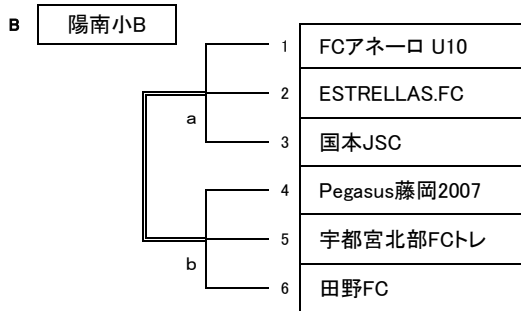 B 陽南小B
1 FCアネーロ U10
2 ESTRELLAS.FC
a
3 国本JSC
4 Pegasus藤岡2007
5 宇都宮北部FCトレ
b
6 田野FC